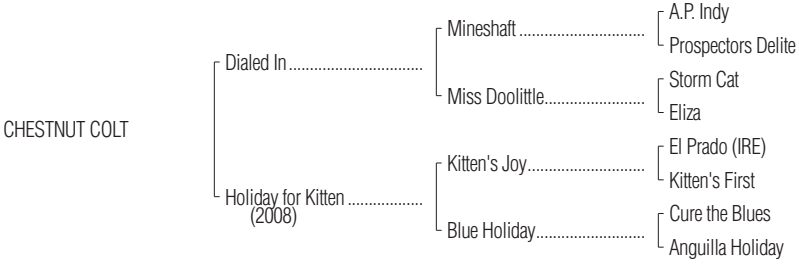 A.P. Indy
Mineshaft ..............................
Prospectors Delite
Dialed In................................
Storm Cat
Miss Doolittle........................
Eliza
CHESTNUT COLT
El Prado (IRE)
Kitten's Joy............................
Kitten's First
Holiday for Kitten ..................
(2008)
Cure the Blues
Blue Holiday..........................
Anguilla Holiday